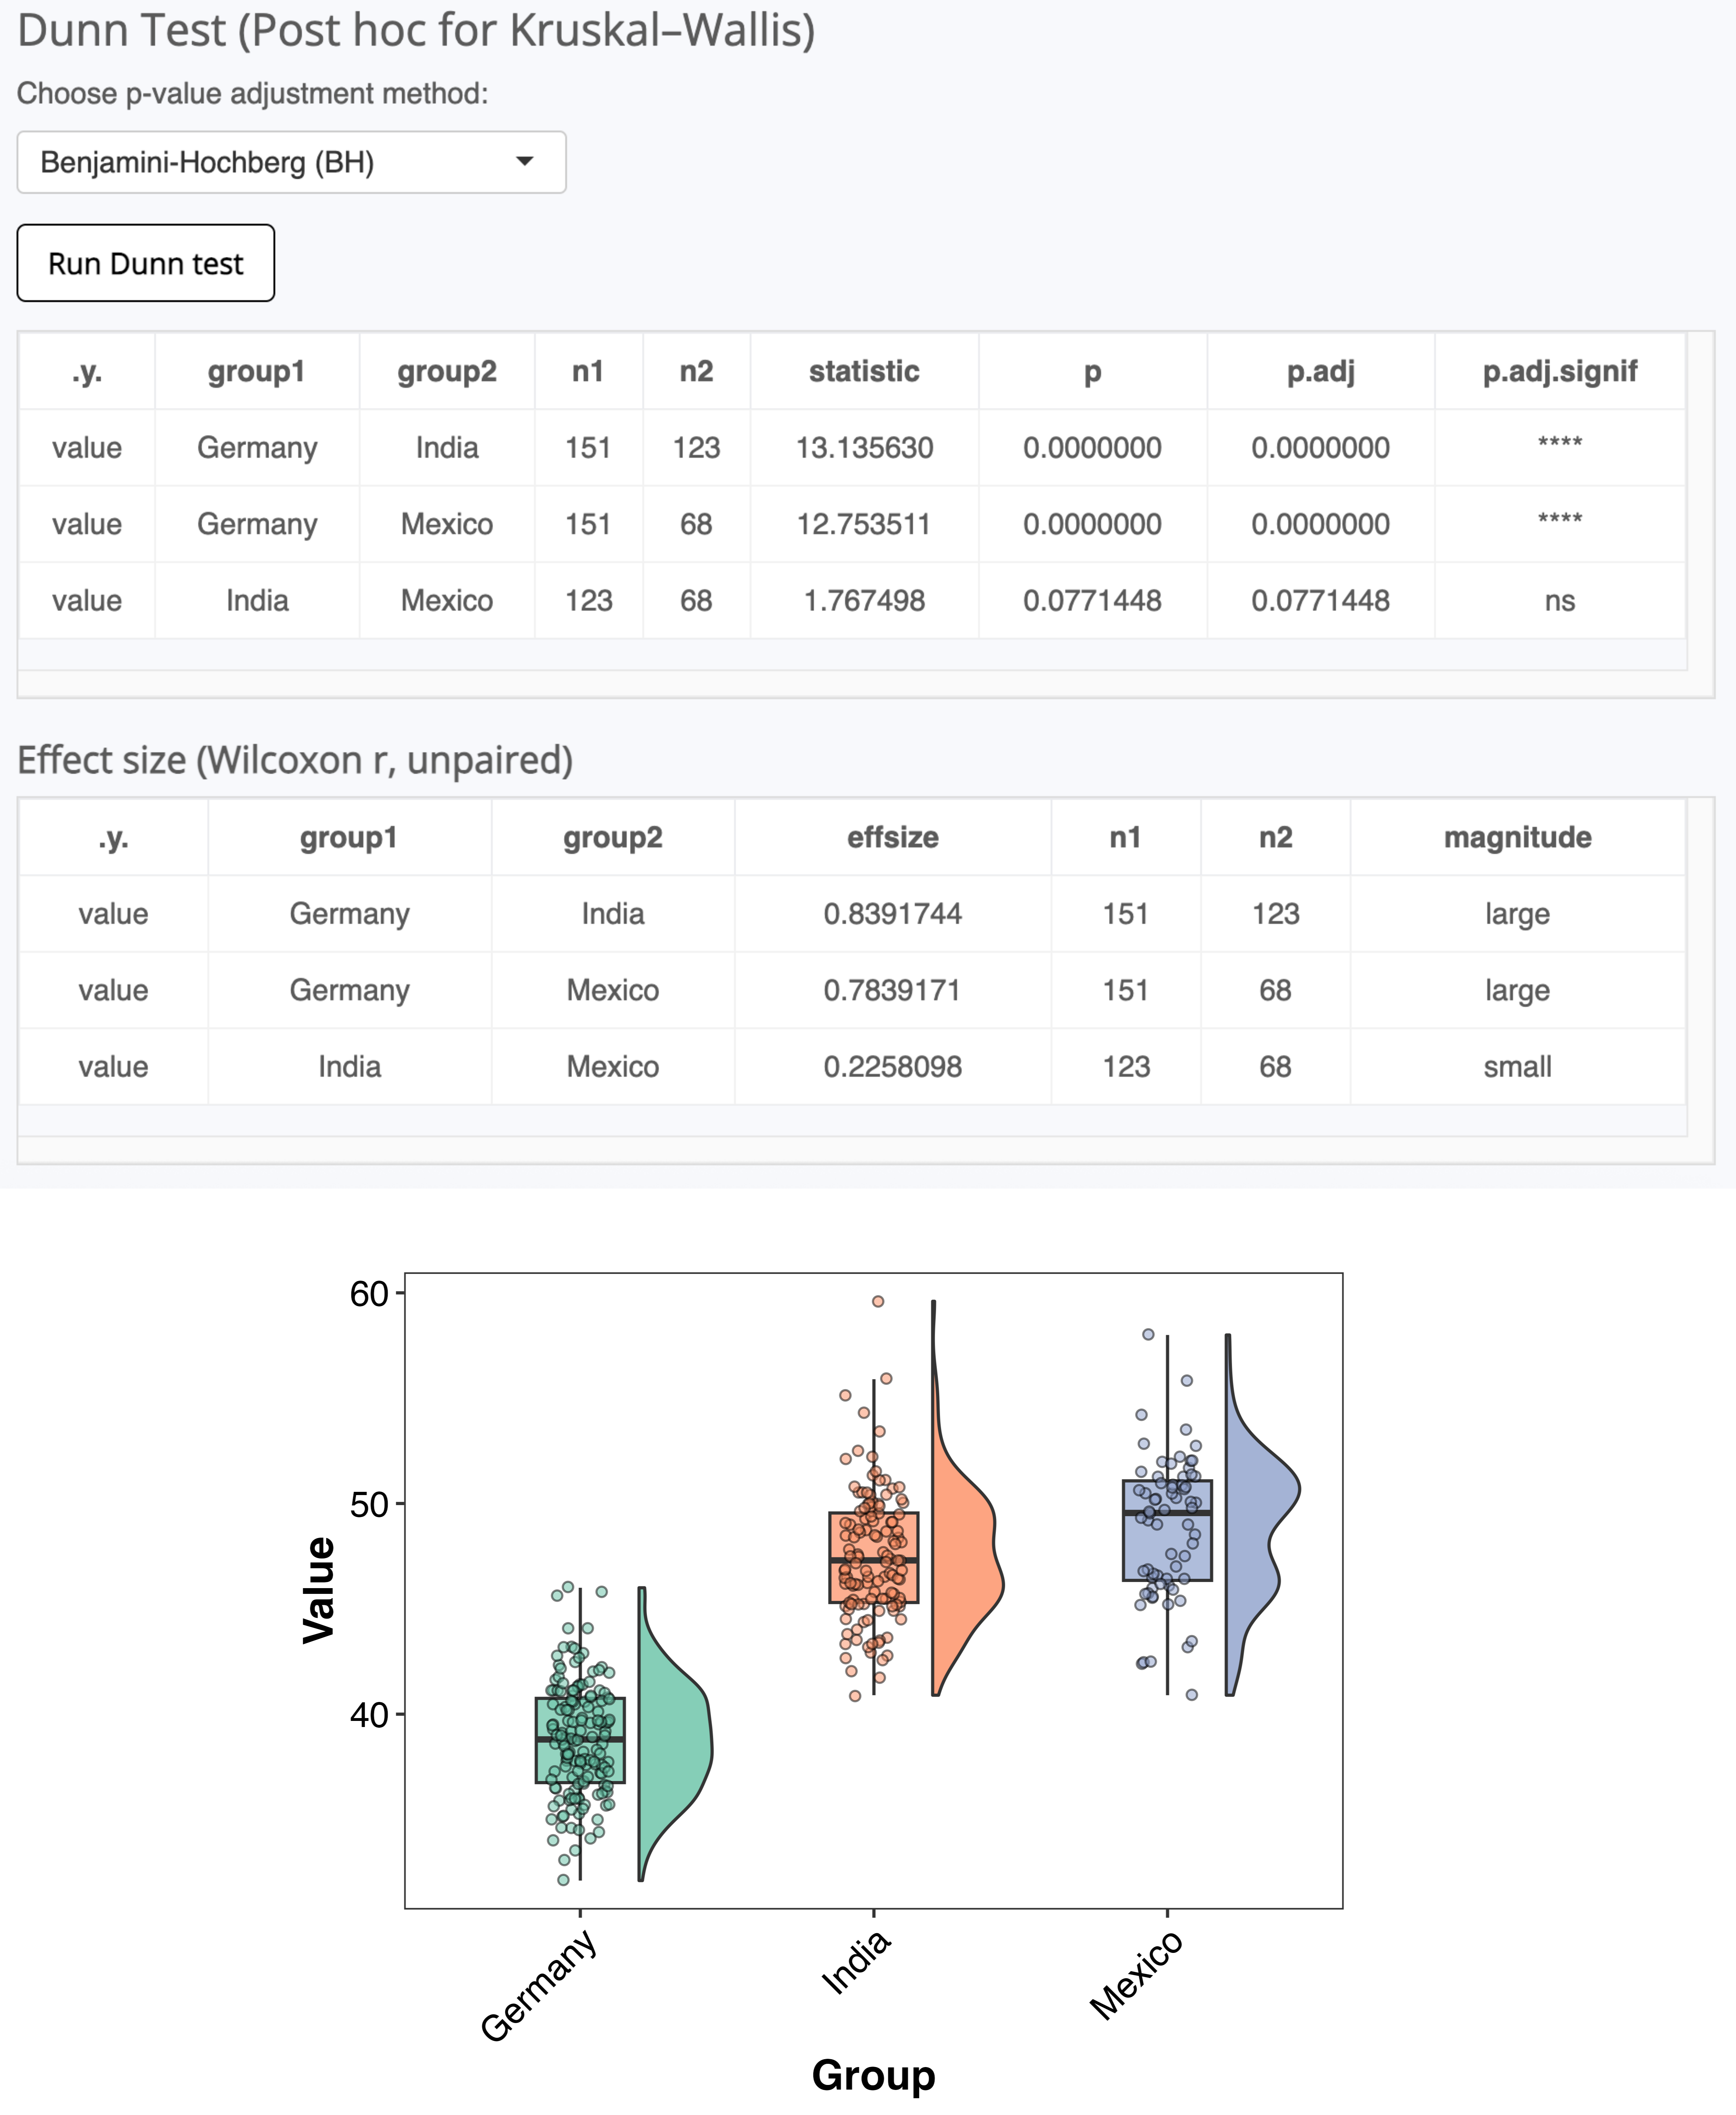 Dunn Test (Post hoc for Kruskal–Wallis)
Choose p-value adjustment method:
Benjamini-Hochberg (BH)
Run Dunn test
.y. group1 group2 n1 n2 statistic p p.adj p.adj.signif
value Germany India 151 123 13.135630 0.0000000 0.0000000 ****
value Germany Mexico 151 68 12.753511 0.0000000 0.0000000 ****
value India Mexico 123 68 1.767498 0.0771448 0.0771448 ns
Effect size (Wilcoxon r, unpaired)
.y. group1 group2 effsize n1 n2 magnitude
value Germany India 0.8391744 151 123 large
value Germany Mexico 0.7839171 151 68 large
value India Mexico 0.2258098 123 68 small
60
50
40
Value
Germany
India
Mexico
Group